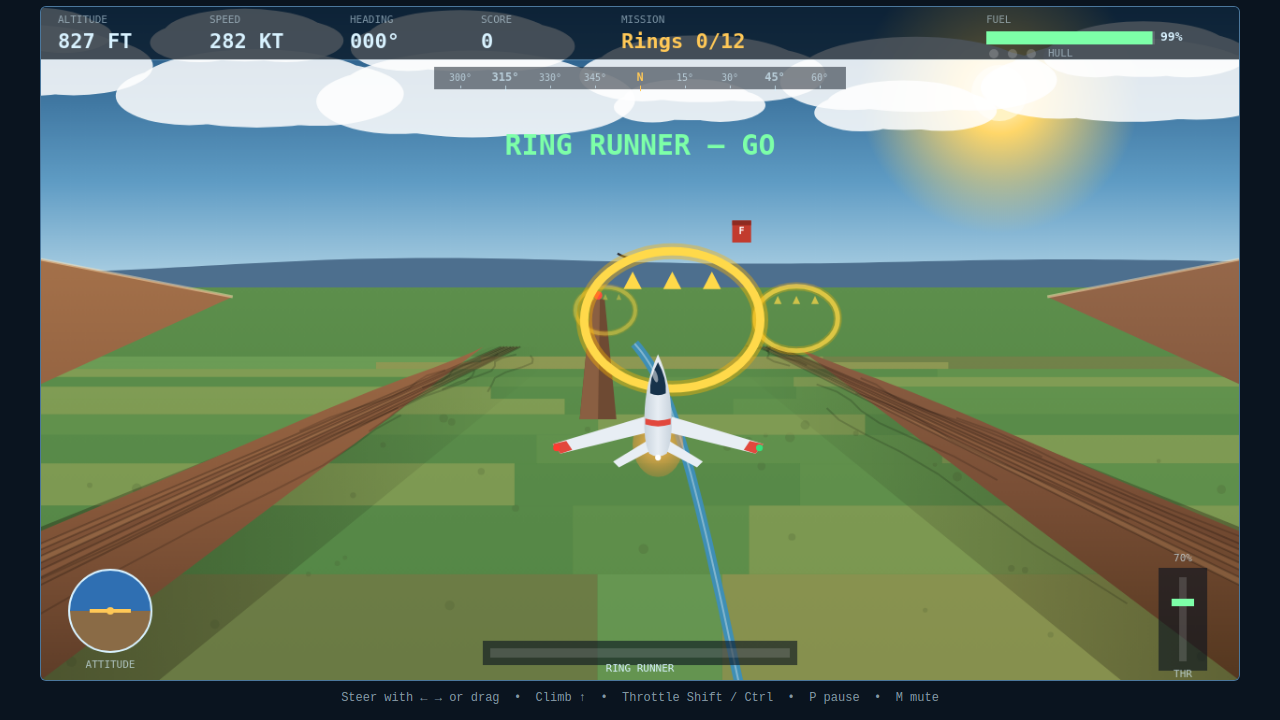 ALTITUDE SPEED HEADING SCORE MISSION FUEL
827 FT 282 KT 000° 0 Rings 0/12 99%
HULL
300° 315° 330° 345° N 15° 30° 45° 60°
RING RUNNER — GO
F
70%
ATTITUDE
RING RUNNER
THR
Steer with ← → or drag • Climb ↑ • Throttle Shift / Ctrl • P pause • M mute